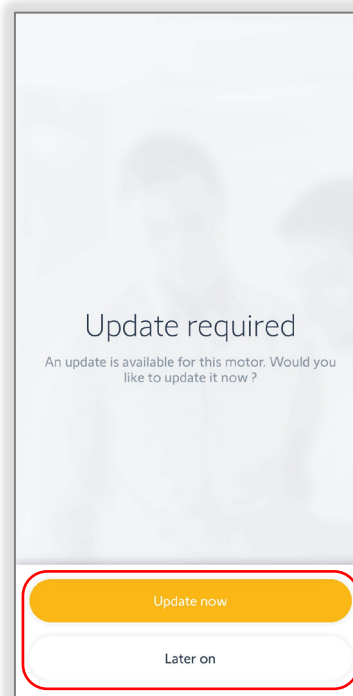 Update required
An update is available for this motor. Would you
like to update it now ?
Update now
Later on